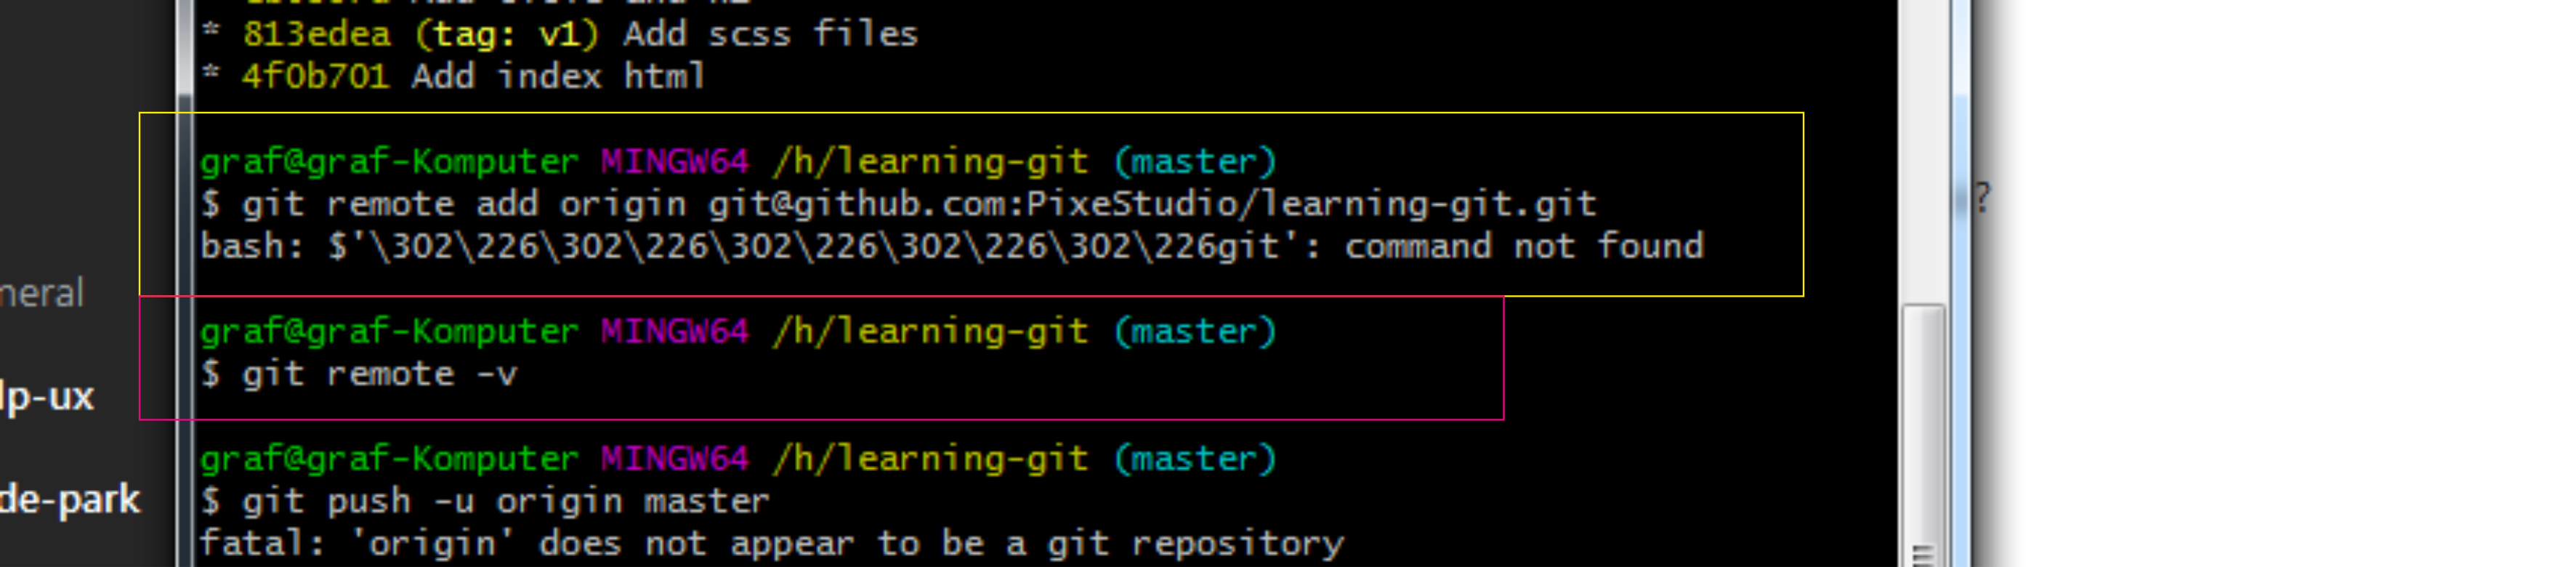 * 813edea (tag: v1) Add scss files
* 4f0b701 Add index html
graf@graf-Komputer MINGW64 /h/learning-git (master)
$ git remote add origin git@github.com:PixeStudio/learning-git.git
?
bash: $'\302\226\302\226\302\226\302\226\302\226git': command not found
neral
graf@graf-Komputer MINGW64 /h/learning-git (master)
$ git remote -v
lp-ux
graf@graf-Komputer MINGW64 /h/learning-git (master)
$ git push -u origin master
de-park
fatal: 'origin' does not appear to be a git repository